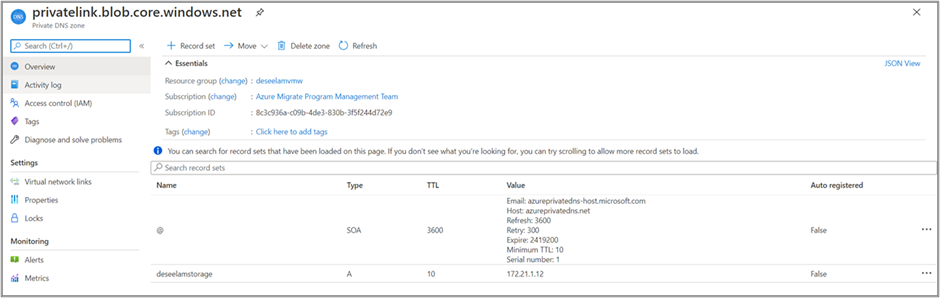 privatelink.blob.core.windows.net
DNS
Private DNS zone
Search (Ctrl+/)
«
Record set
Move
Delete zone
Refresh
Overview
Activity log
Access control (IAM)
Tags
Diagnose and solve problems
Settings
Virtual network links
Properties
Locks
Monitoring
Alerts
Metrics
Essentials
JSON View
Resource group (change) : deseelamvmw
Subscription (change) : Azure Migrate Program Management Team
Subscription ID : 8c3c936a-c09b-4de3-830b-3f5f244d72e9
Tags (change) : Click here to add tags
You can search for record sets that have been loaded on this page. If you don't see what you're looking for, you can try scrolling to allow more record sets to load.
Search record sets
Name Type TTL Value Auto registered
@ SOA 3600
Email: azureprivatedns-host.microsoft.com
Host: azureprivatedns.net
Refresh: 3600
Retry: 300
Expire: 2419200
Minimum TTL: 10
Serial number: 1
False
deseelamstorage A 10 172.21.1.12 False